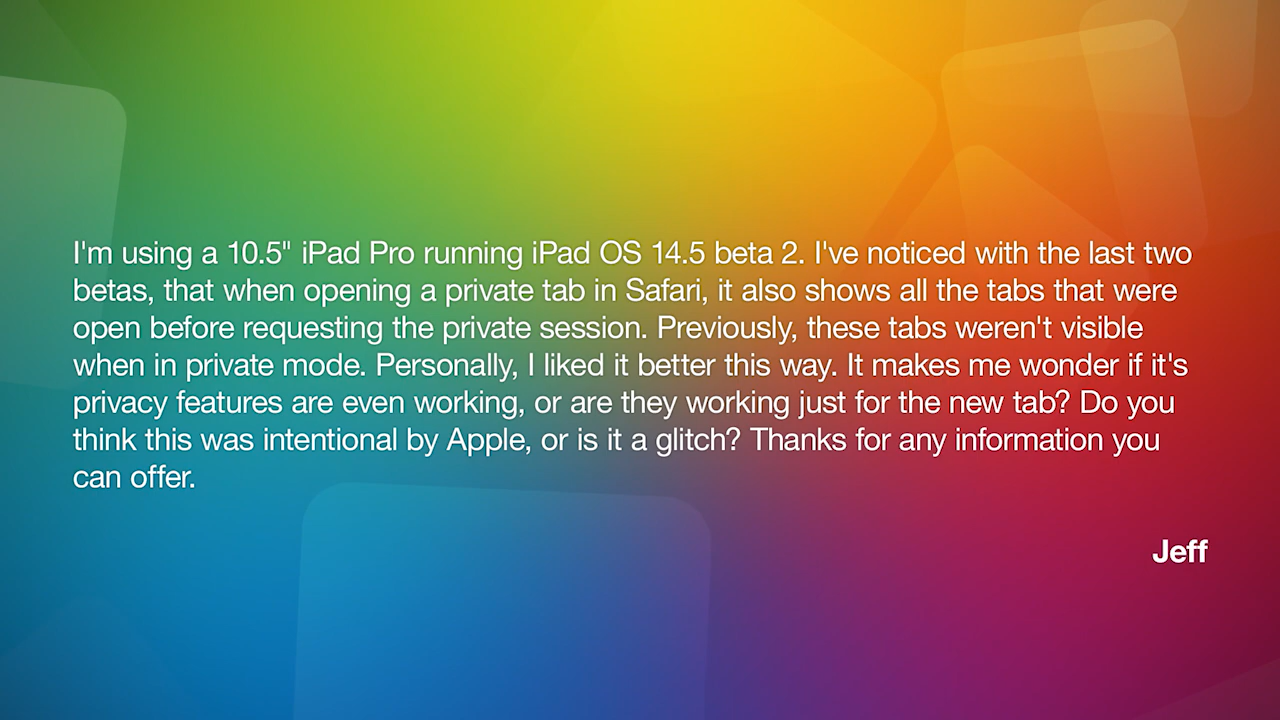 I'm using a 10.5" iPad Pro running iPad OS 14.5 beta 2. I've noticed with the last two
betas, that when opening a private tab in Safari, it also shows all the tabs that were
open before requesting the private session. Previously, these tabs weren't visible
when in private mode. Personally, I liked it better this way. It makes me wonder if it's
privacy features are even working, or are they working just for the new tab? Do you
think this was intentional by Apple, or is it a glitch? Thanks for any information you
can offer.
Jeff